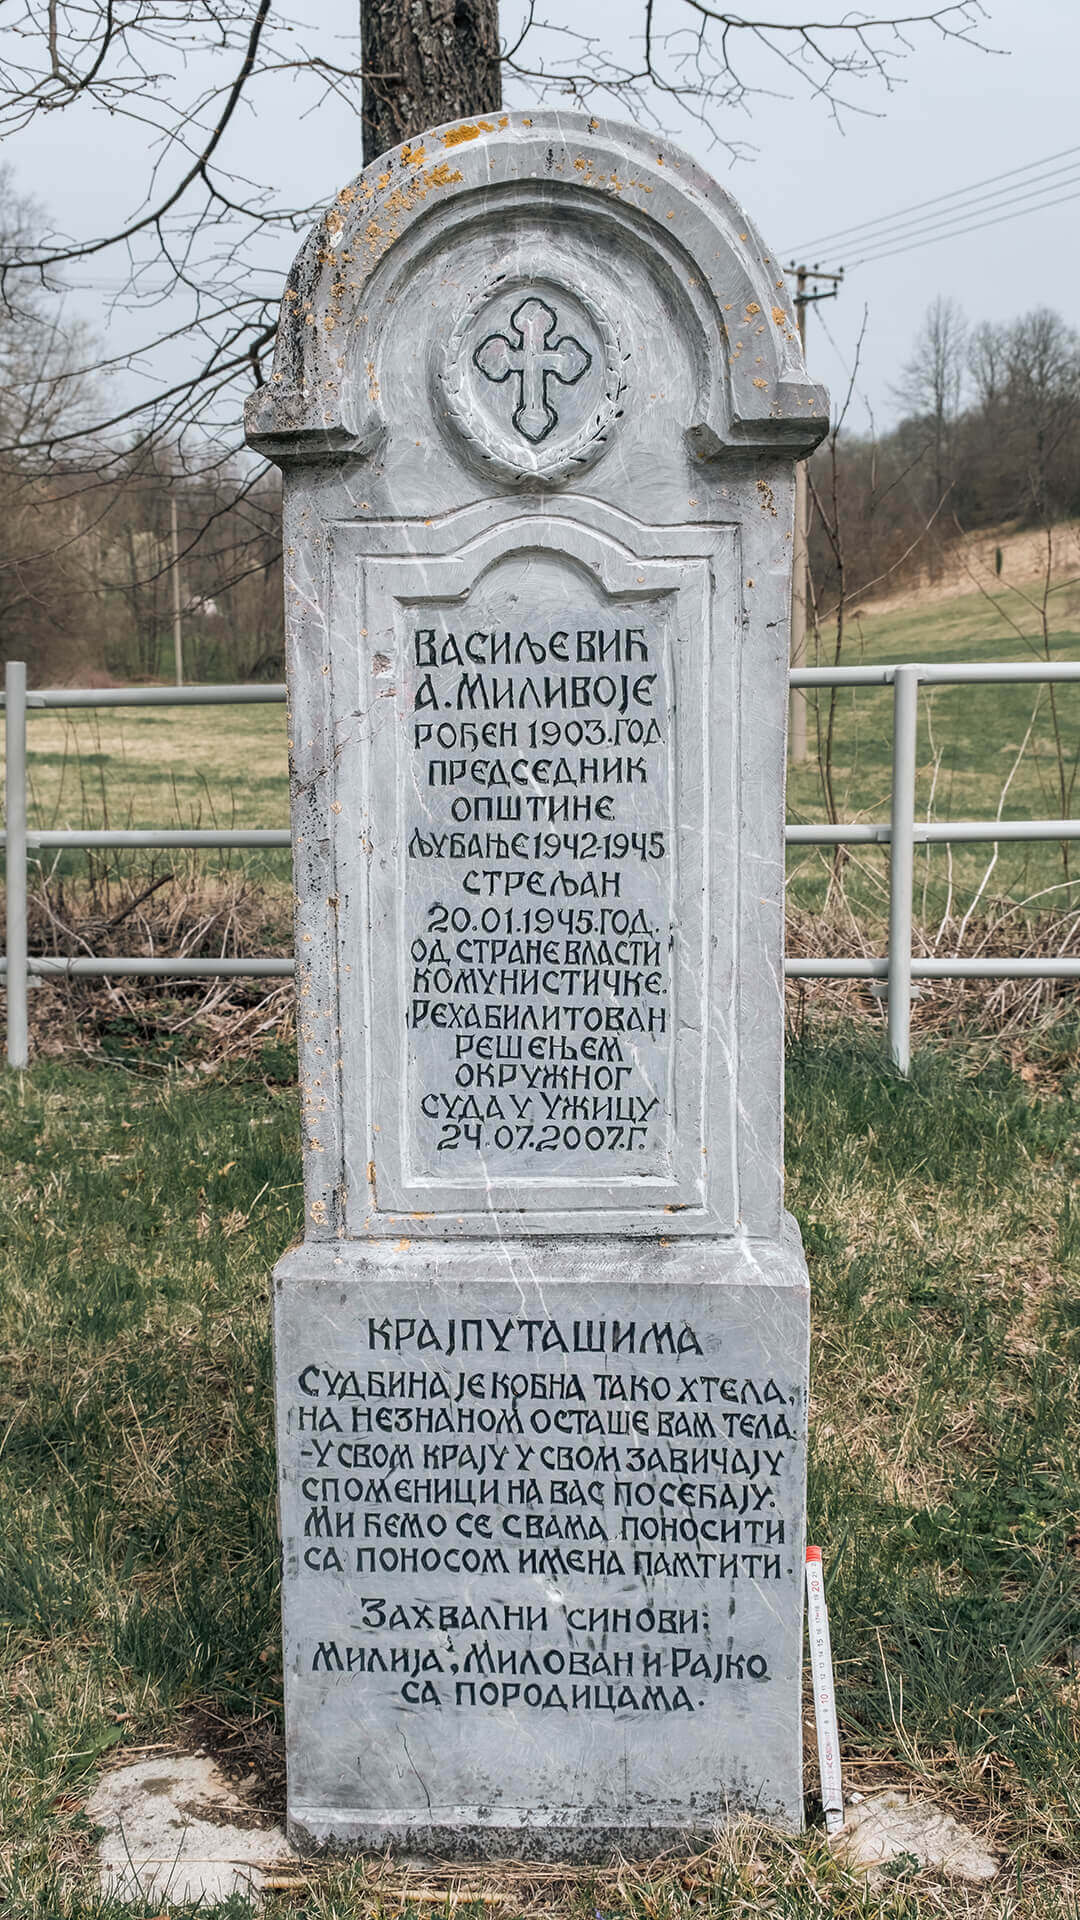 ВАСИЉЕВИЋ
А. МИЛИВОЈЕ
РОЂЕН 1903. ГОД
ПРЕДСЕДНИК
ОПШТИНЕ
ЉУБАЊЕ 1942-1945
СТРЕЉАН
20.01.1945. ГОД.
ОД СТРАНЕ ВЛАСТИ
КОМУНИСТИЧКЕ.
РЕХАБИЛИТОВАН
РЕШЕЊЕМ
ОКРУЖНОГ
СУДА У УЖИЦУ
24.07.2007. Г.
КРАЈПУТАШИМА
СУДБИНА ЈЕ КОБНА ТАКО ХТЕЛА,
НА НЕЗНАНОМ ОСТАШЕ ВАМ ТЕЛА.
- У СВОМ КРАЈУ У СВОМ ЗАВИЧАЈУ
СПОМЕНИЦИ НА ВАС ПОСЕЋАЈУ.
МИ ЋЕМО СЕ СВАМА ПОНОСИТИ
СА ПОНОСОМ ИМЕНА ПАМТИТИ.
ЗАХВАЛНИ СИНОВИ:
МИЛИЈА, МИЛОВАН И РАЈКО
СА ПОРОДИЦАМА.